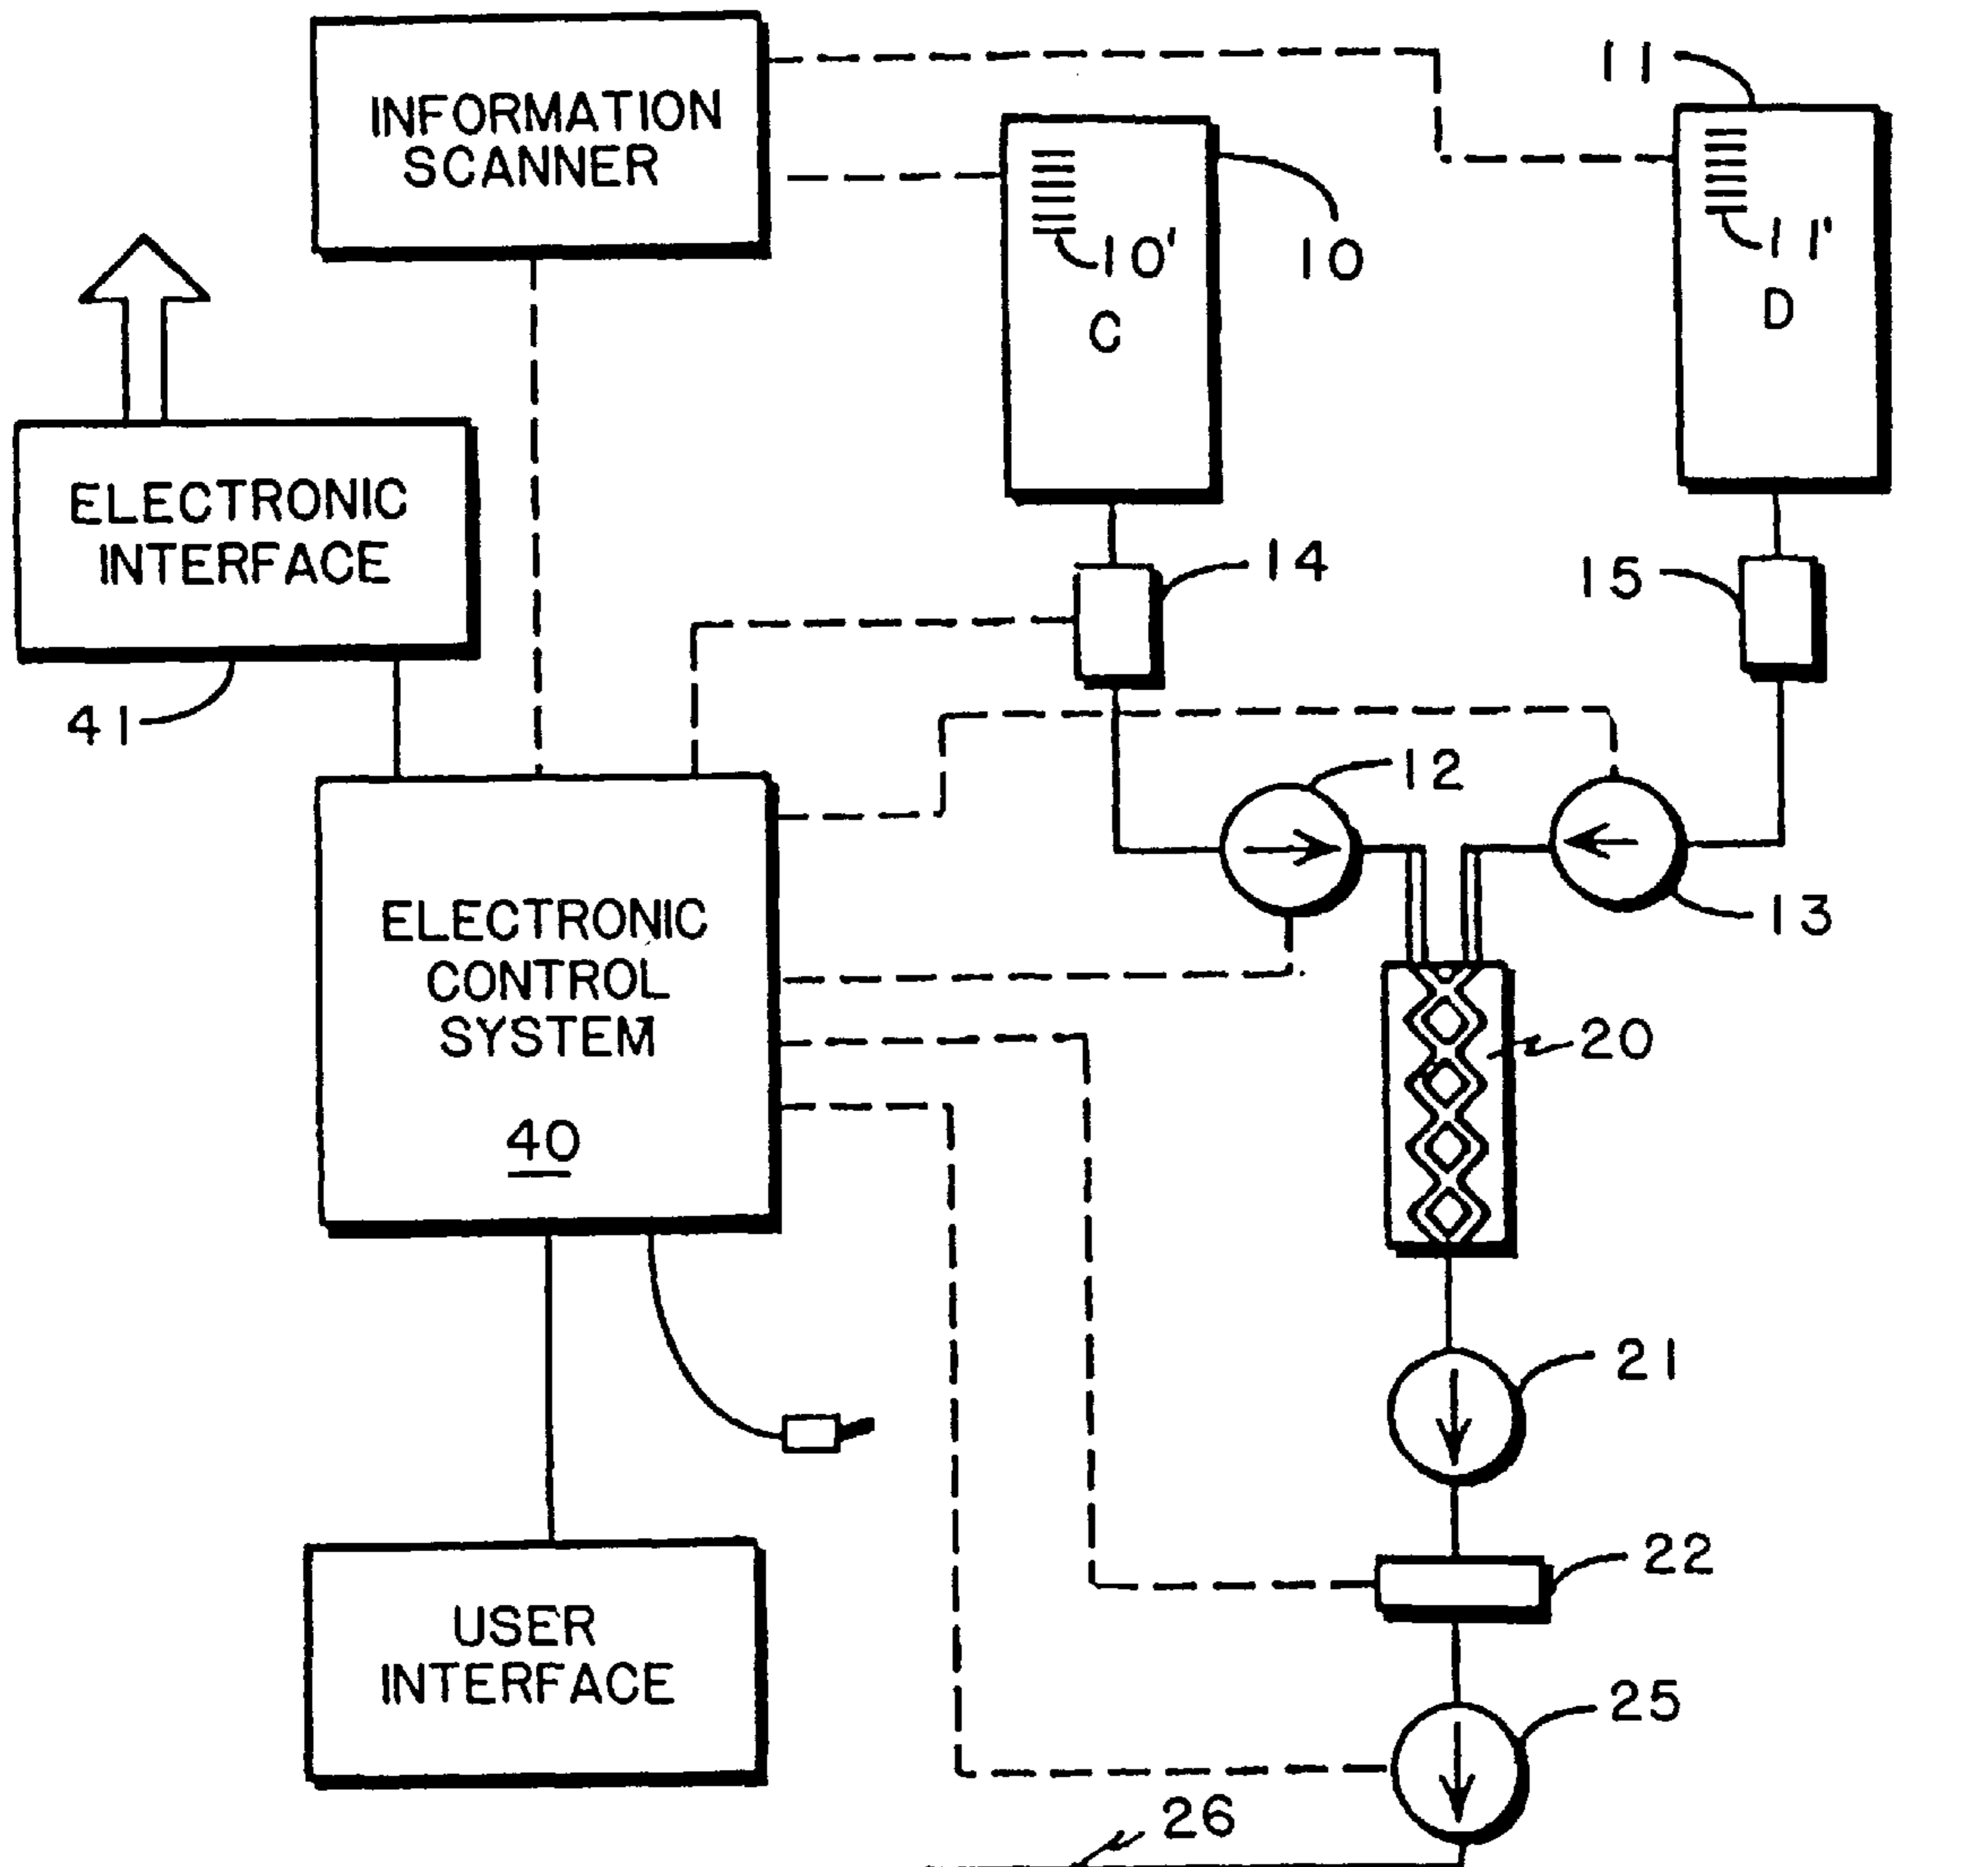 INFORMATION
SCANNER
11
10'
10
C
11'
D
ELECTRONIC
INTERFACE
41
14
15
12
13
ELECTRONIC
CONTROL
SYSTEM
40
20
21
22
USER
INTERFACE
25
26